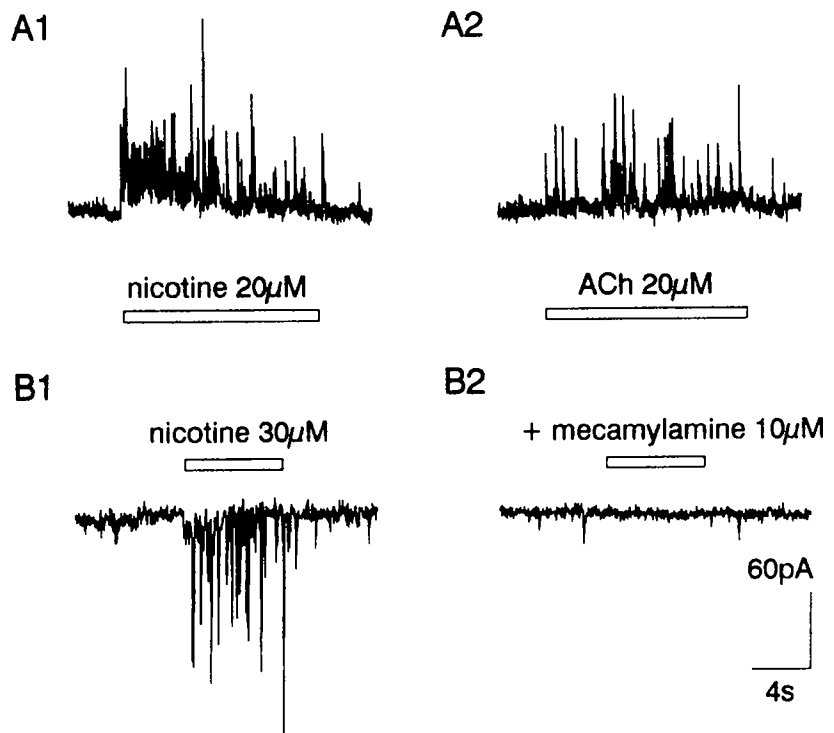 A1
A2
nicotine 20μM
ACh 20μM
B1
B2
nicotine 30μM
+ mecamylamine 10μM
60pA
4s